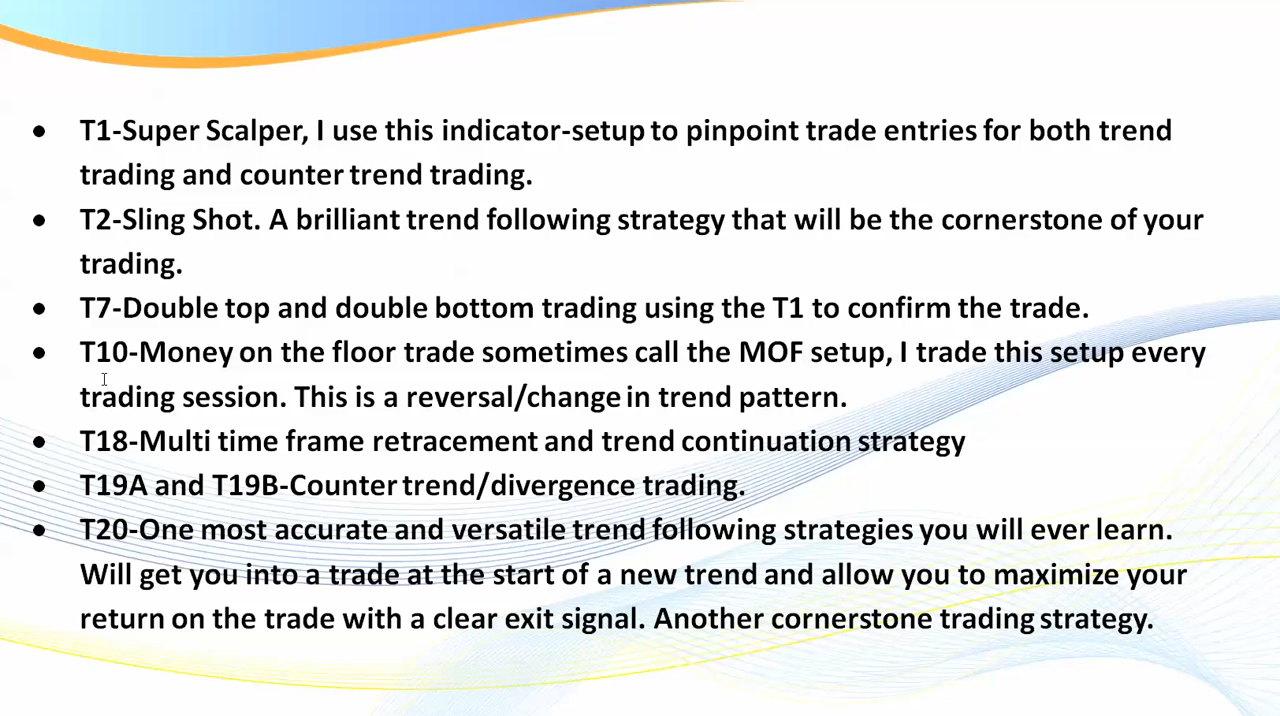 • T1-Super Scalper, I use this indicator-setup to pinpoint trade entries for both trend
trading and counter trend trading.
• T2-Sling Shot. A brilliant trend following strategy that will be the cornerstone of your
trading.
• T7-Double top and double bottom trading using the T1 to confirm the trade.
• T10-Money on the floor trade sometimes call the MOF setup, I trade this setup every
trading session. This is a reversal/change in trend pattern.
• T18-Multi time frame retracement and trend continuation strategy
• T19A and T19B-Counter trend/divergence trading.
• T20-One most accurate and versatile trend following strategies you will ever learn.
Will get you into a trade at the start of a new trend and allow you to maximize your
return on the trade with a clear exit signal. Another cornerstone trading strategy.